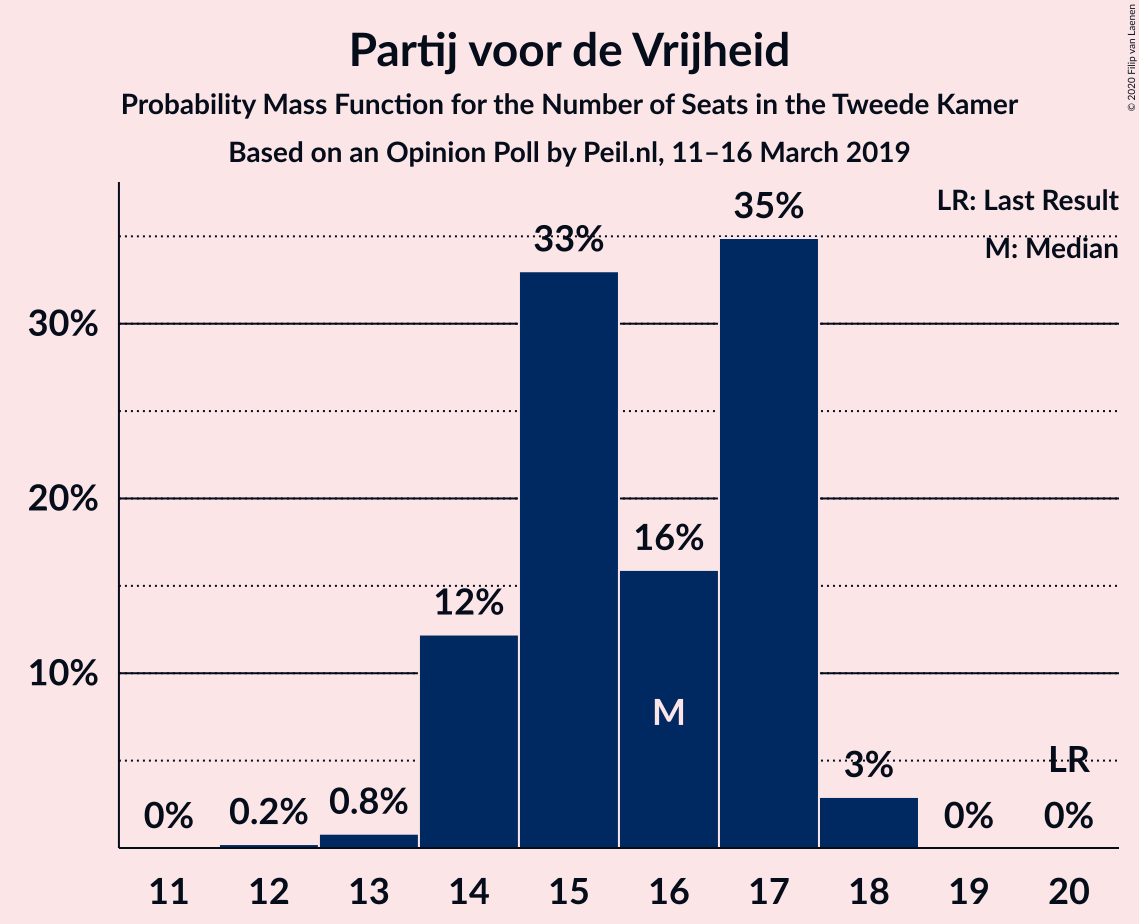 Partij voor de Vrijheid
Probability Mass Function for the Number of Seats in the Tweede Kamer
Based on an Opinion Poll by Peil.nl, 11–16 March 2019
© 2020 Filip van Laenen
LR: Last Result
M: Median
30%
20%
10%
0%
0.2%
0.8%
12%
33%
16%
35%
3%
0%
0%
M
LR
11 12 13 14 15 16 17 18 19 20